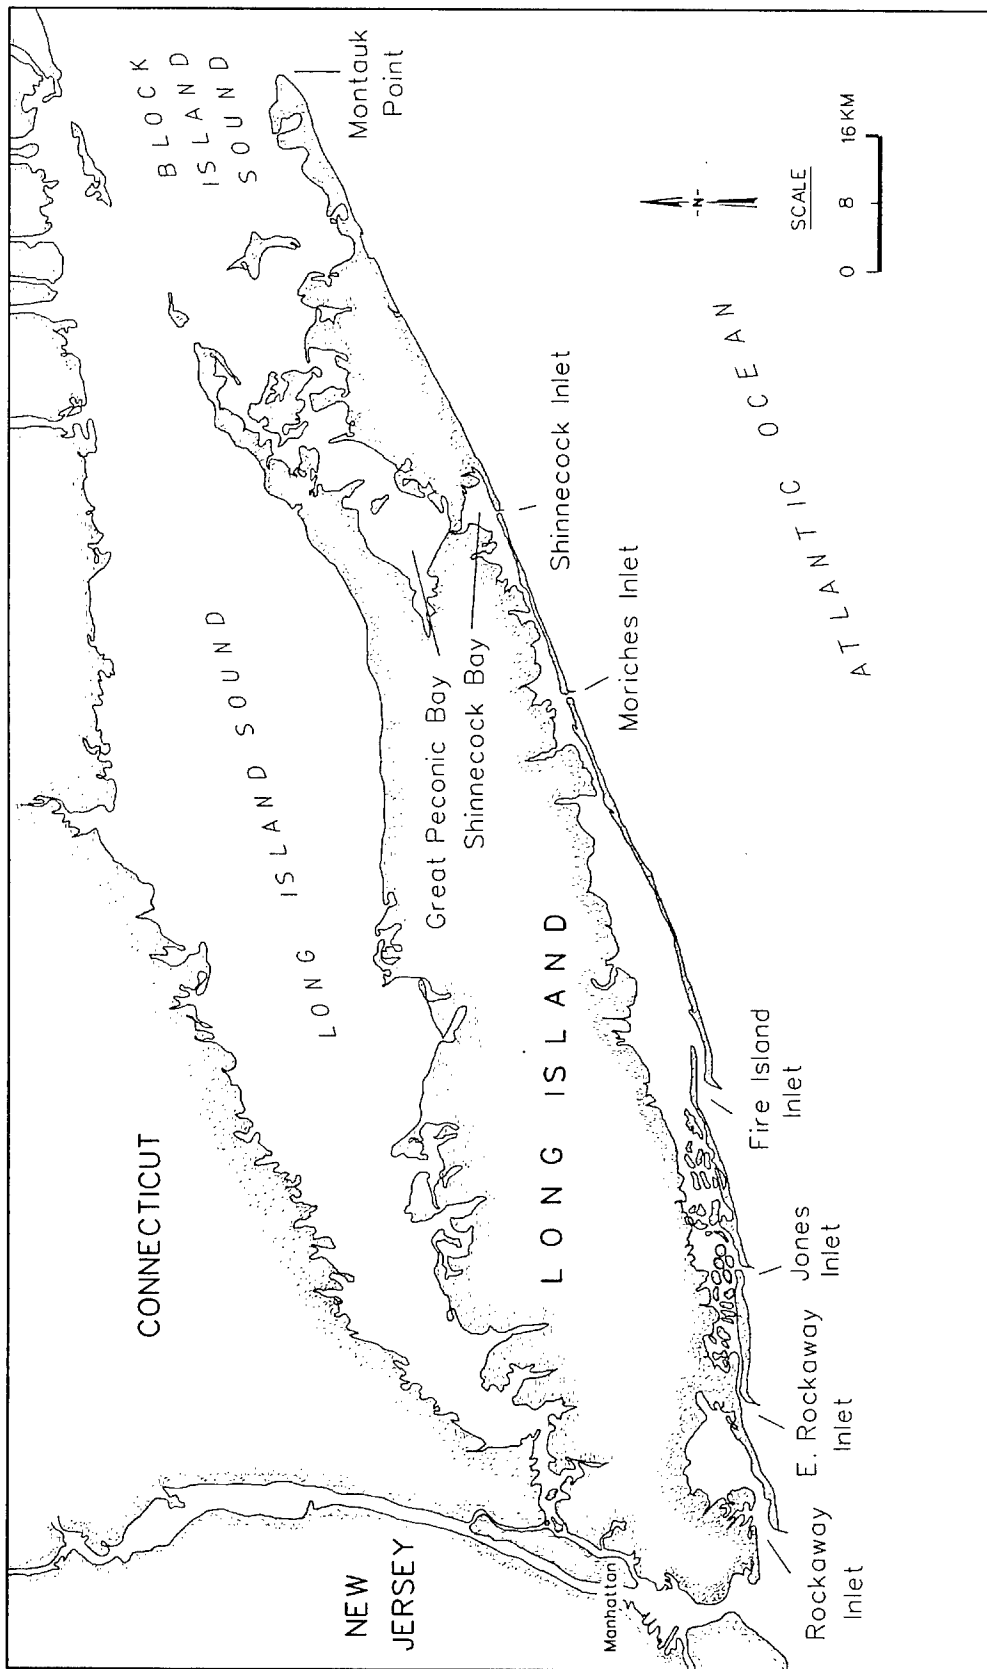 BLOCK
ISLAND
SOUND
Montauk
Point
CONNECTICUT
LONG ISLAND SOUND
Great Peconic Bay
Shinnecock Bay
Shinnecock Inlet
Moriches Inlet
LONG ISLAND
NEW
JERSEY
Manhattan
Rockaway
Inlet
E. Rockaway
Inlet
Jones
Inlet
Fire Island
Inlet
ATLANTIC OCEAN
-N-
SCALE
0 8 16 KM